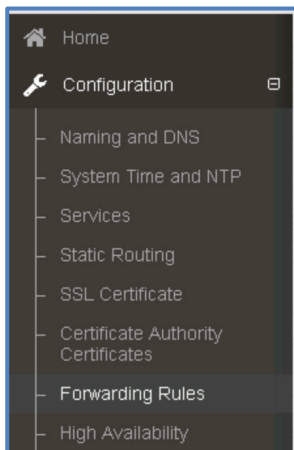 Home
Configuration
Naming and DNS
System Time and NTP
Services
Static Routing
SSL Certificate
Certificate Authority
Certificates
Forwarding Rules
High Availability